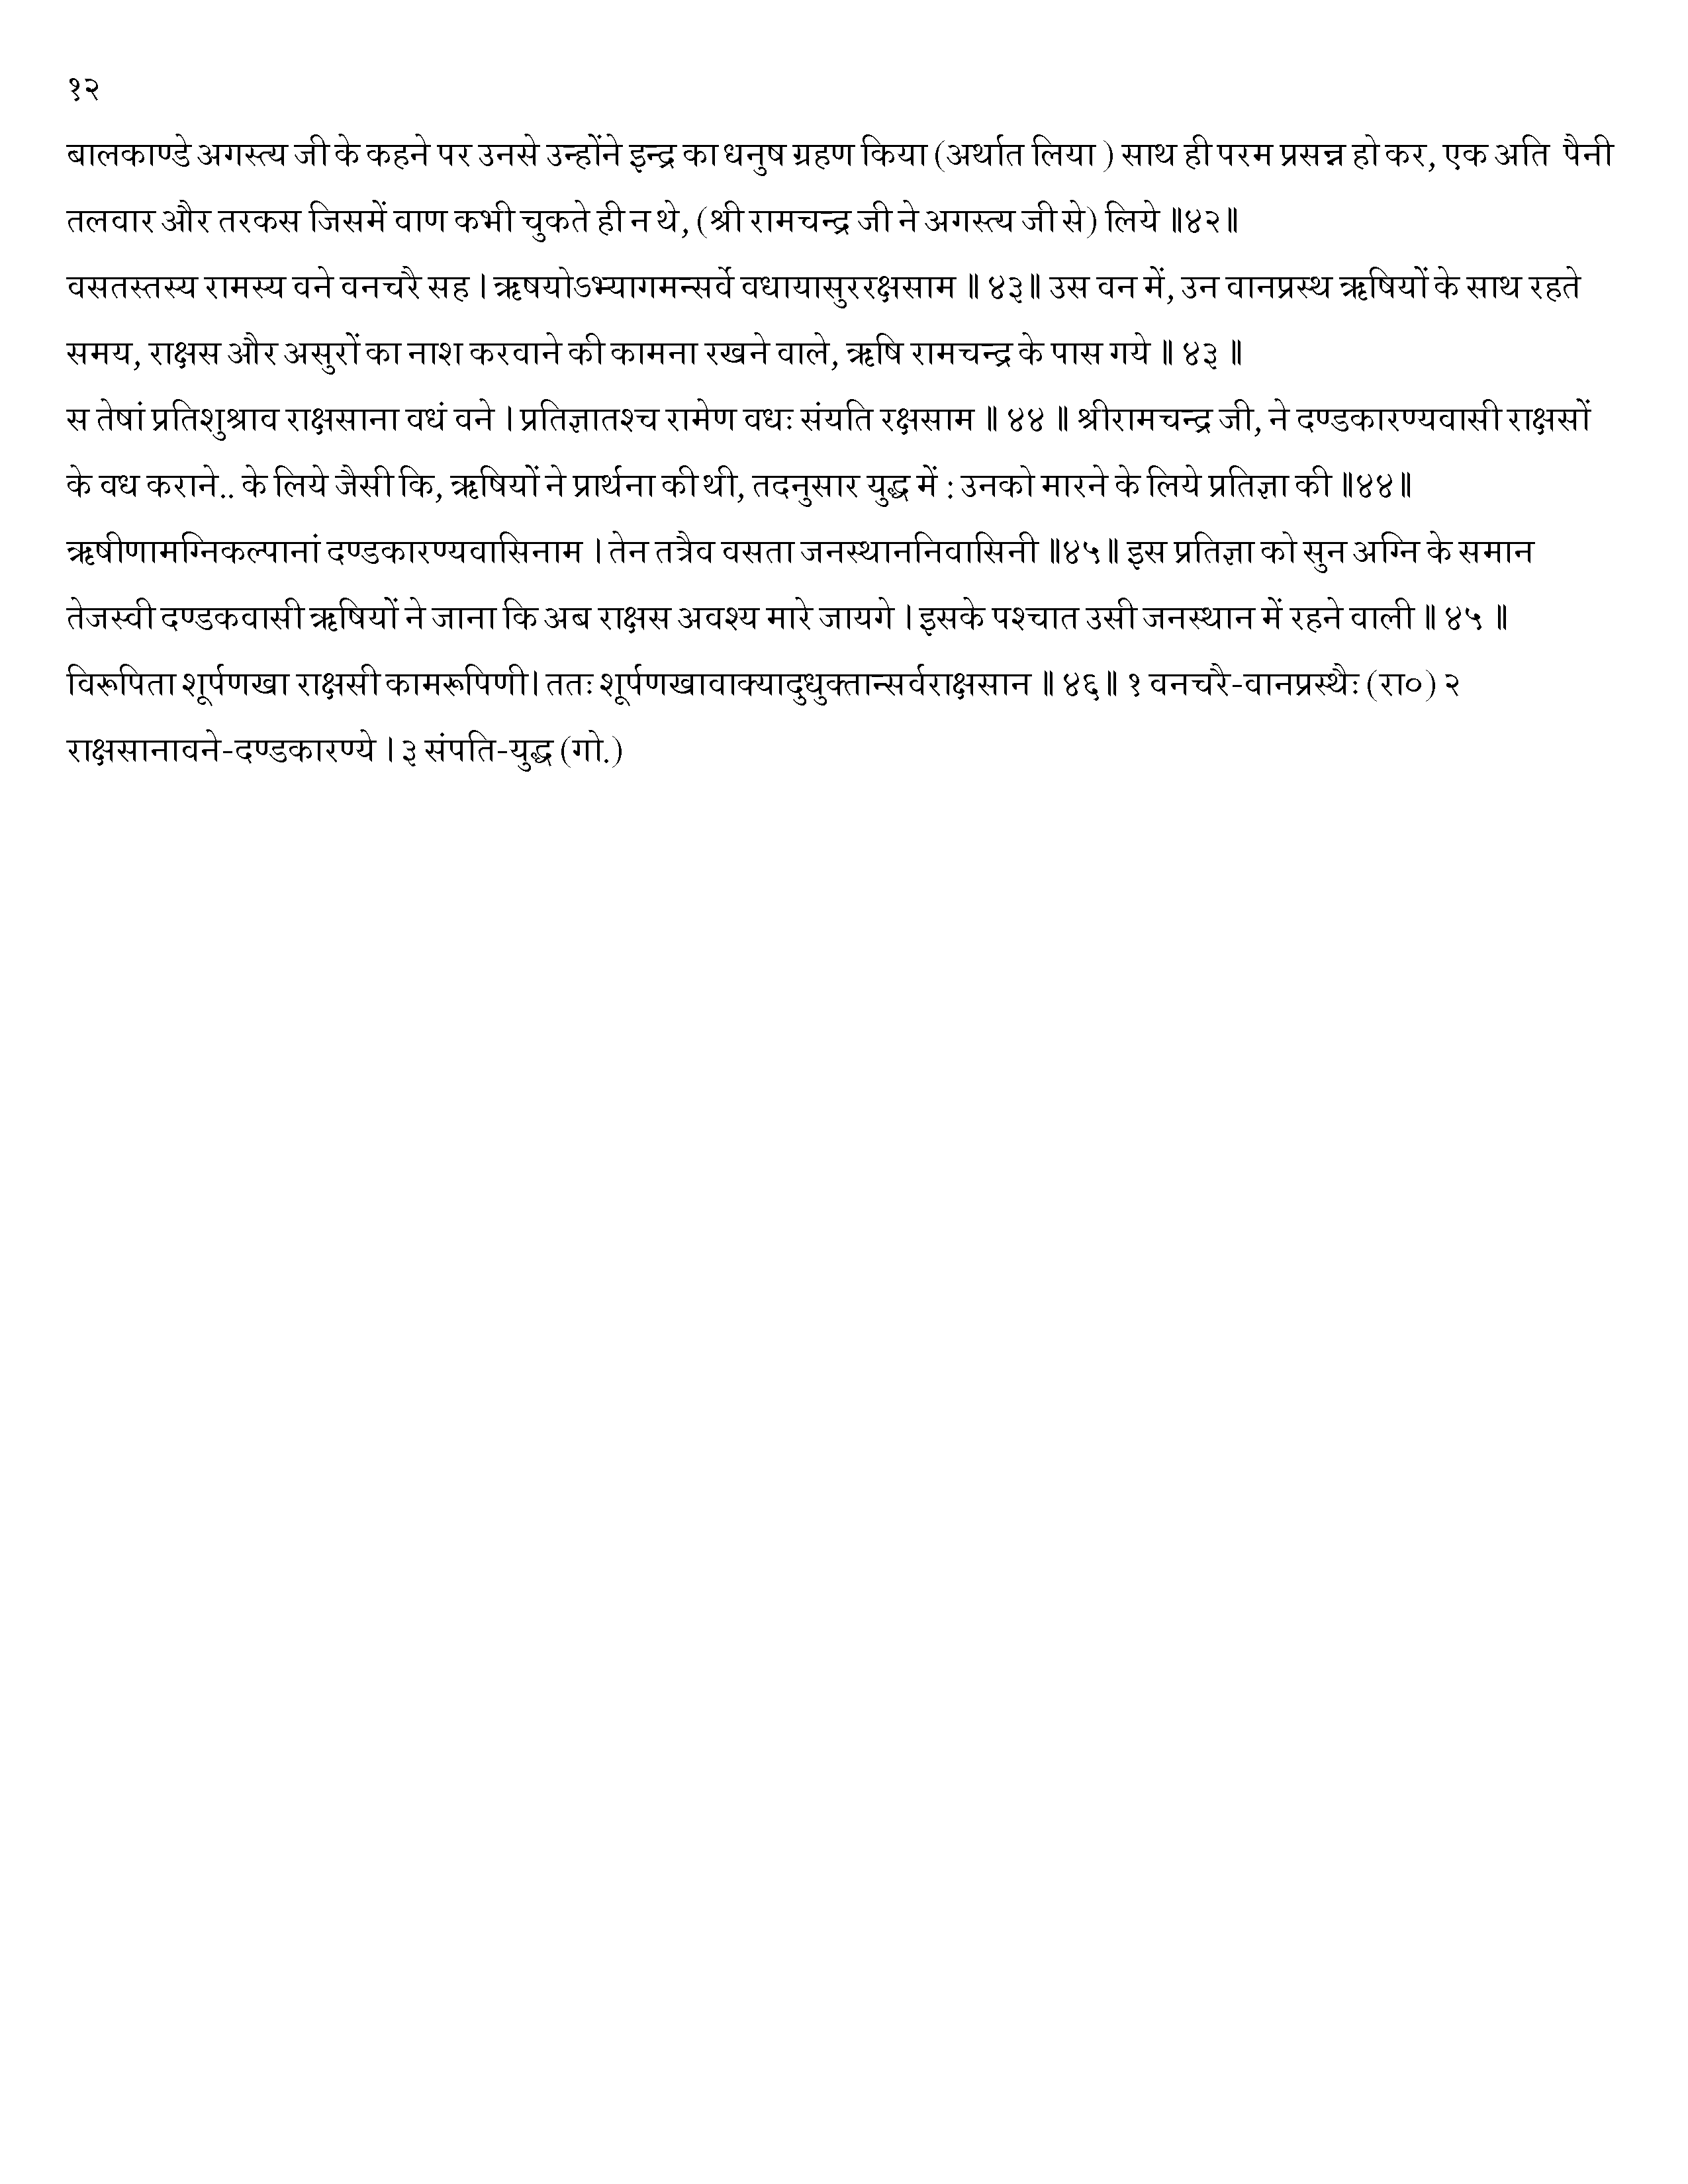 १२
बालकाण्डे अगस्त्य जी के कहने पर उनसे उन्होंने इन्द्र का धनुष ग्रहण किया (अर्थात लिया ) साथ ही परम प्रसन्न हो कर, एक अति पैनी
तलवार और तरकस जिसमें वाण कभी चुकते ही न थे, (श्री रामचन्द्र जी ने अगस्त्य जी से) लिये ॥४२॥
वसतस्तस्य रामस्य वने वनचरै सह । ऋषयोऽभ्यागमन्सर्वे वधायासुररक्षसाम ॥ ४३॥ उस वन में, उन वानप्रस्थ ऋषियों के साथ रहते
समय, राक्षस और असुरों का नाश करवाने की कामना रखने वाले, ऋषि रामचन्द्र के पास गये ॥ ४३ ॥
स तेषां प्रतिशुश्राव राक्षसाना वधं वने । प्रतिज्ञातश्च रामेण वधः संयति रक्षसाम ॥ ४४ ॥ श्रीरामचन्द्र जी, ने दण्डकारण्यवासी राक्षसों
के वध कराने.. के लिये जैसी कि, ऋषियों ने प्रार्थना की थी, तदनुसार युद्ध में : उनको मारने के लिये प्रतिज्ञा की ॥४४॥
ऋषीणामग्निकल्पानां दण्डकारण्यवासिनाम । तेन तत्रैव वसता जनस्थाननिवासिनी ॥४५॥ इस प्रतिज्ञा को सुन अग्नि के समान
तेजस्वी दण्डकवासी ऋषियों ने जाना कि अब राक्षस अवश्य मारे जायगे । इसके पश्चात उसी जनस्थान में रहने वाली ॥ ४५ ॥
विरूपिता शूर्पणखा राक्षसी कामरूपिणी। ततः शूर्पणखावाक्यादुधुक्तान्सर्वराक्षसान ॥ ४६॥ १ वनचरै-वानप्रस्थैः (रा०) २
राक्षसानावने-दण्डकारण्ये । ३ संपति-युद्ध (गो.)